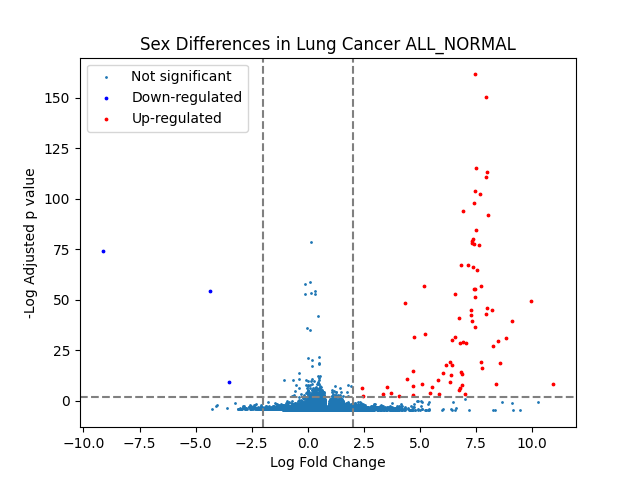 Sex Differences in Lung Cancer ALL_NORMAL
Not significant
Down-regulated
Up-regulated
-Log Adjusted p value
150
125
100
75
50
25
0
-10.0 -7.5 -5.0 -2.5 0.0 2.5 5.0 7.5 10.0
Log Fold Change